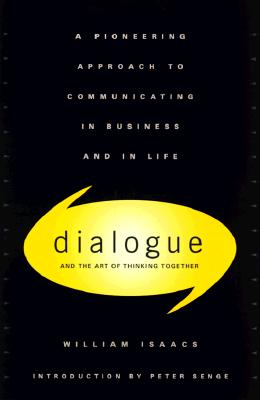 A PIONEERING
APPROACH TO
COMMUNICATING
IN BUSINESS
AND IN LIFE
dialogue
AND THE ART OF THINKING TOGETHER
WILLIAM ISAACS
INTRODUCTION BY PETER SENGE